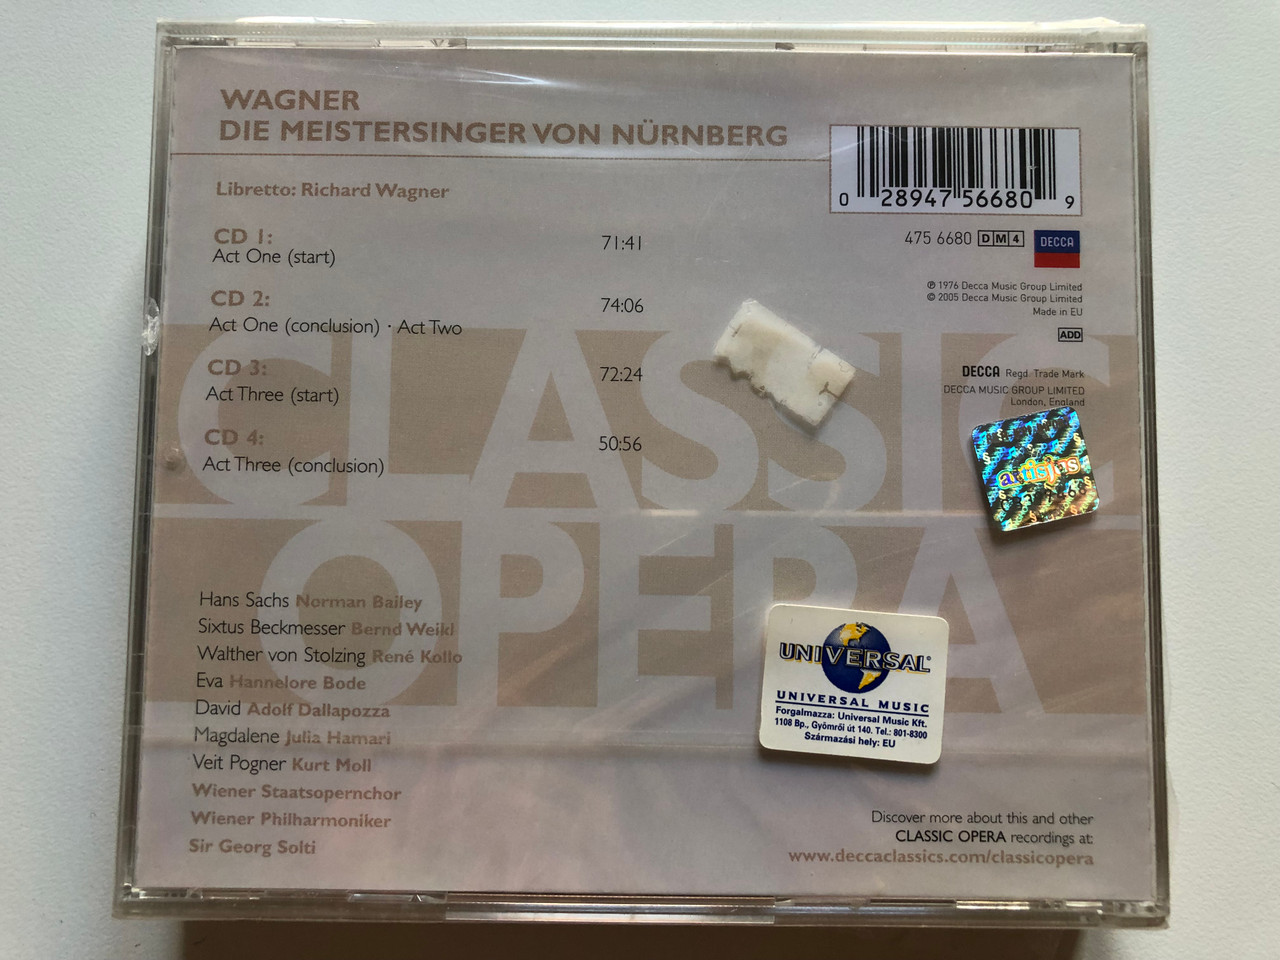 WAGNER
DIE MEISTERSINGER VON NÜRNBERG
Libretto: Richard Wagner
CD 1: 71:41
Act One (start)
CD 2: 74:06
Act One (conclusion) · Act Two
CD 3: 72:24
Act Three (start)
CD 4: 50:56
Act Three (conclusion)
CLASSIC
OPERA
Hans Sachs Norman Bailey
Sixtus Beckmesser Bernd Weikl
Walther von Stolzing René Kollo
Eva Hannelore Bode
David Adolf Dallapozza
Magdalene Julia Hamari
Veit Pogner Kurt Moll
Wiener Staatsopernchor
Wiener Philharmoniker
Sir Georg Solti
0 28947 56680 9
475 6680 DM4 DECCA
℗ 1976 Decca Music Group Limited
© 2005 Decca Music Group Limited
Made in EU
ADD
DECCA Regd. Trade Mark
DECCA MUSIC GROUP LIMITED
London, England
artisjus
UNIVERSAL®
UNIVERSAL MUSIC
Forgalmazza: Universal Music Kft.
1108 Bp., Gyömrői út 140. Tel.: 801-8300
Származási hely: EU
Discover more about this and other
CLASSIC OPERA recordings at:
www.deccaclassics.com/classicopera